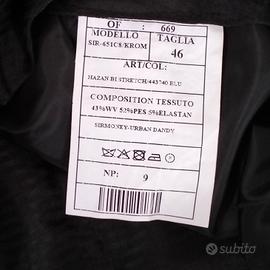 OF : 669
MODELLO TAGLIA
SIR-651C8/KROM 46
ART/COL:
HAZAN BI STRETCH/443740 BLU
COMPOSITION TESSUTO
43%WV 52%PES 5%ELASTAN
SIRMONEY-URBAN DANDY
NP: 9
subito